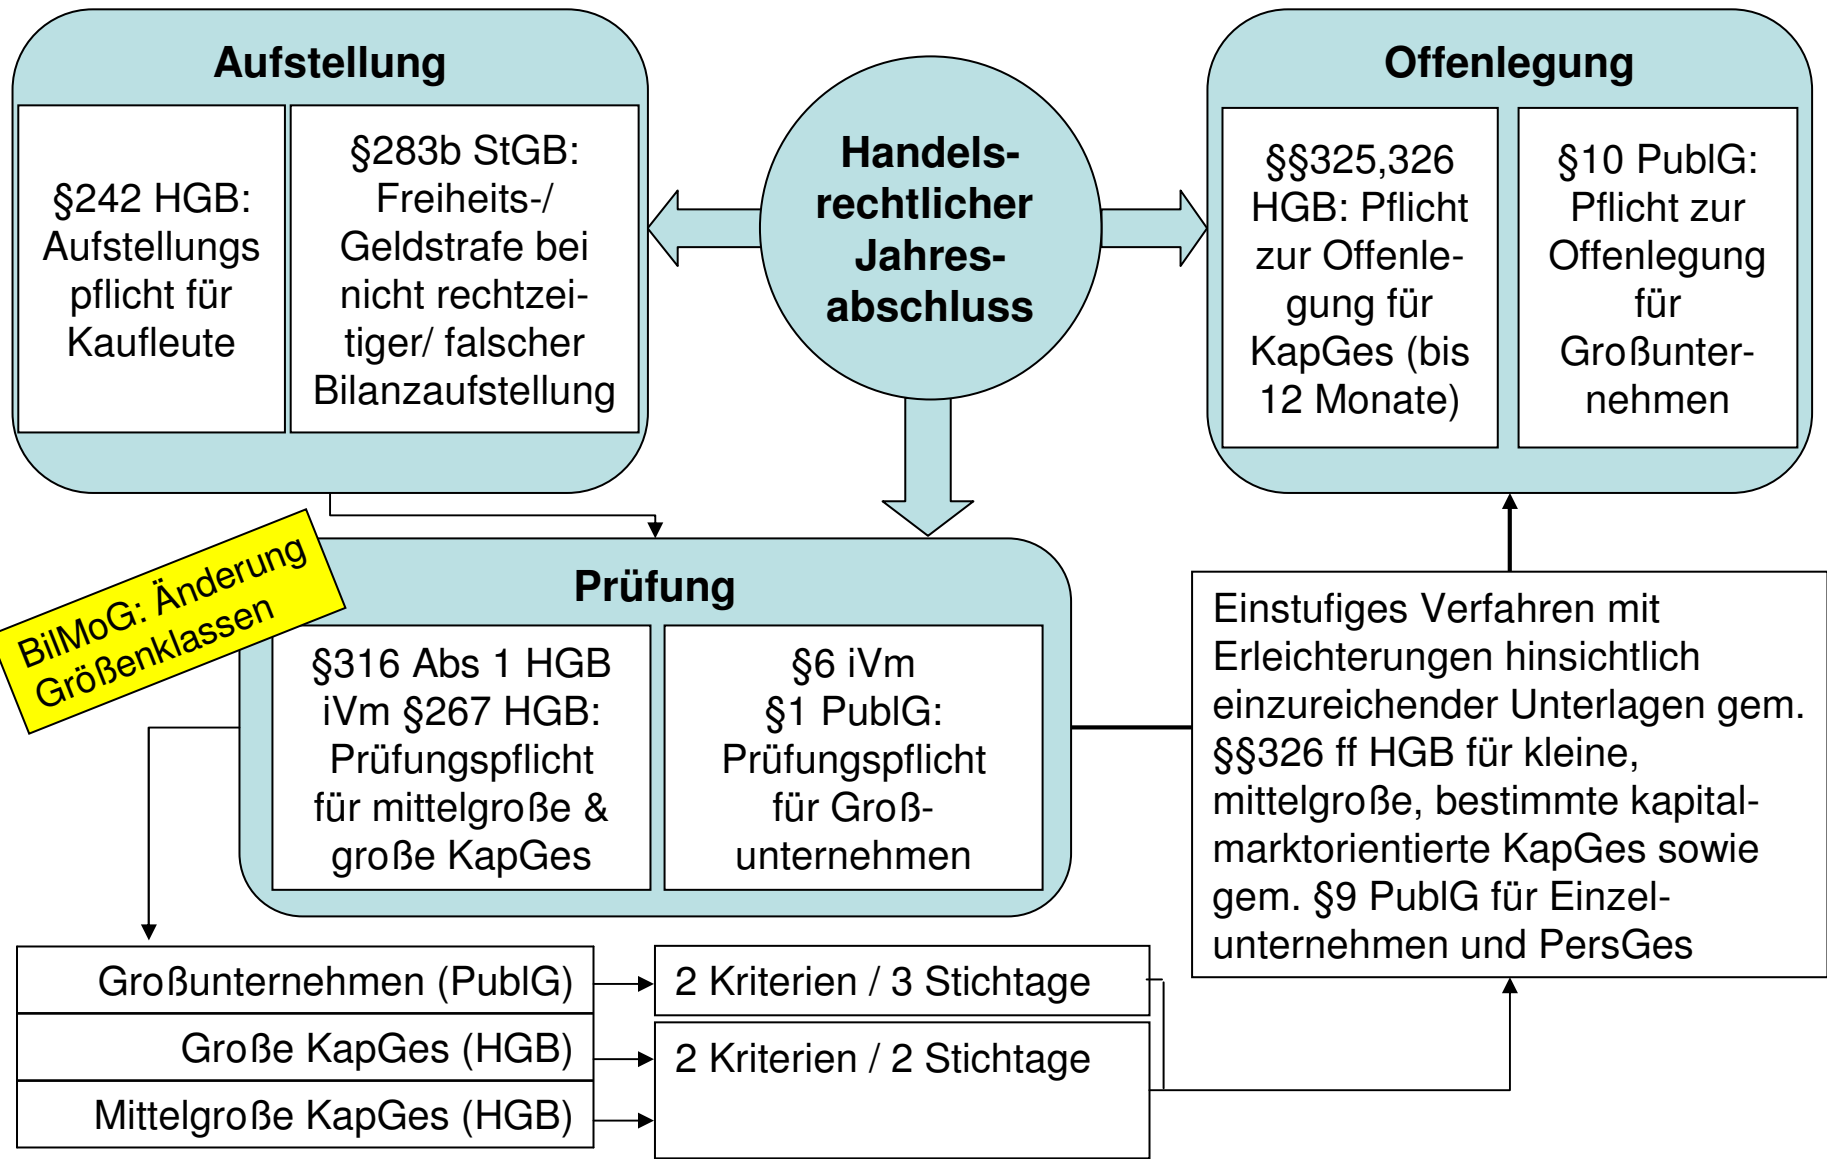 Aufstellung
§242 HGB:
Aufstellungs
pflicht für
Kaufleute
§283b StGB:
Freiheits-/
Geldstrafe bei
nicht rechtzei-
tiger/ falscher
Bilanzaufstellung
Handels-
rechtlicher
Jahres-
abschluss
Offenlegung
§§325,326
HGB: Pflicht
zur Offenle-
gung für
KapGes (bis
12 Monate)
§10 PublG:
Pflicht zur
Offenlegung
für
Großunter-
nehmen
BilMoG: Änderung
Größenklassen
Prüfung
§316 Abs 1 HGB
iVm §267 HGB:
Prüfungspflicht
für mittelgroße &
große KapGes
§6 iVm
§1 PublG:
Prüfungspflicht
für Groß-
unternehmen
Einstufiges Verfahren mit
Erleichterungen hinsichtlich
einzureichender Unterlagen gem.
§§326 ff HGB für kleine,
mittelgroße, bestimmte kapital-
marktorientierte KapGes sowie
gem. §9 PublG für Einzel-
unternehmen und PersGes
Großunternehmen (PublG)
Große KapGes (HGB)
Mittelgroße KapGes (HGB)
2 Kriterien / 3 Stichtage
2 Kriterien / 2 Stichtage